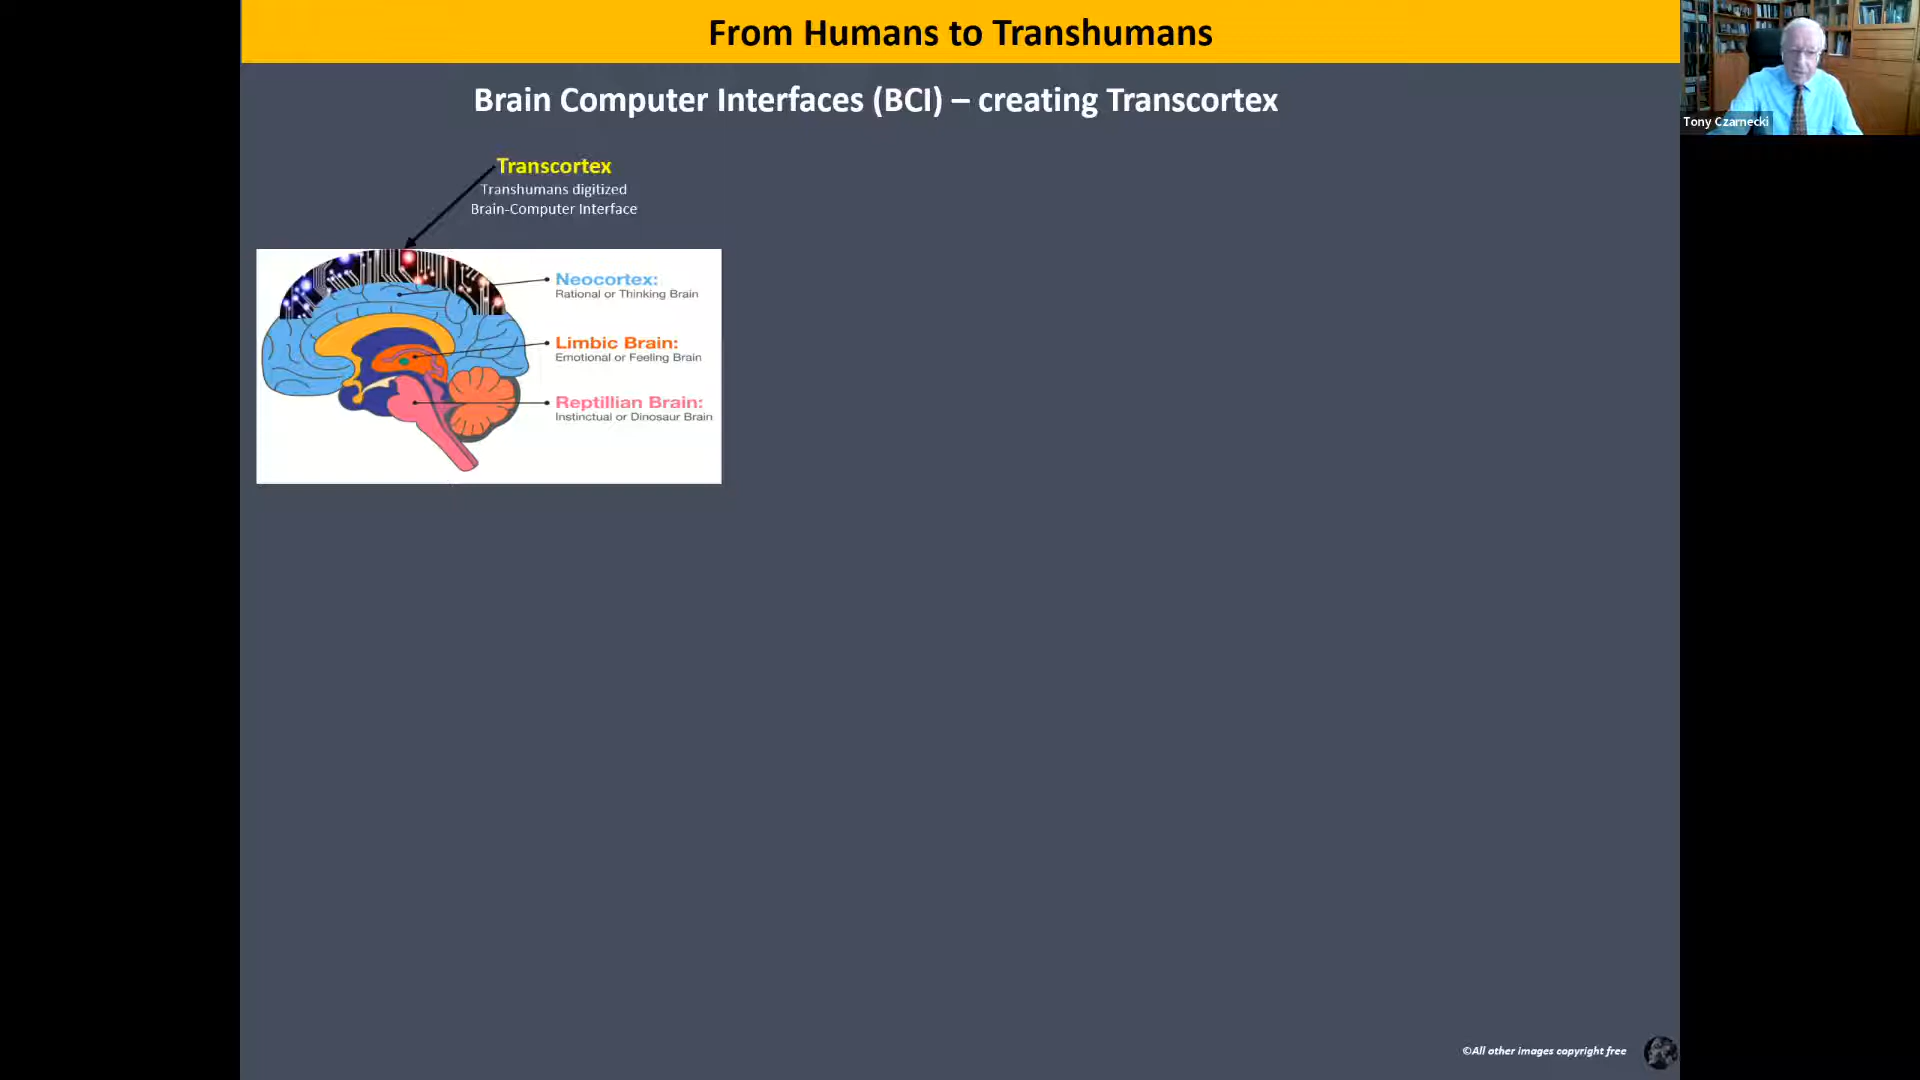 From Humans to Transhumans
Tony Czarnecki
Brain Computer Interfaces (BCI) – creating Transcortex
Transcortex
Transhumans digitized
Brain-Computer Interface
Neocortex:
Rational or Thinking Brain
Limbic Brain:
Emotional or Feeling Brain
Reptillian Brain:
Instinctual or Dinosaur Brain
©All other images copyright free